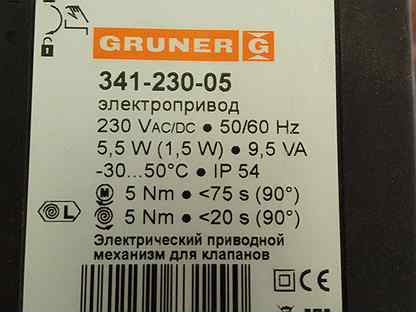 GRUNER G
341-230-05
электропривод
230 VAC/DC ● 50/60 Hz
5,5 W (1,5 W) ● 9,5 VA
-30...50°C ● IP 54
M 5 Nm ● <75 s (90°)
L 5 Nm ● <20 s (90°)
Электрический приводной
механизм для клапанов
CE